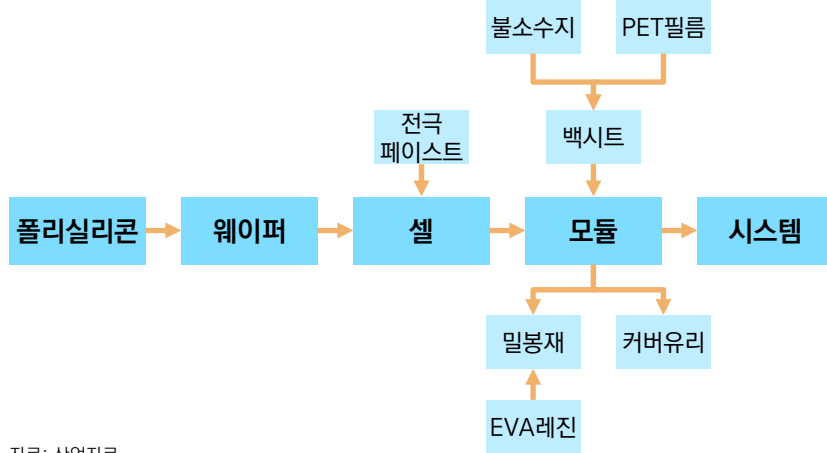 불소수지
PET필름
전극
페이스트
백시트
폴리실리콘
웨이퍼
셀
모듈
시스템
밀봉재
커버유리
EVA레진